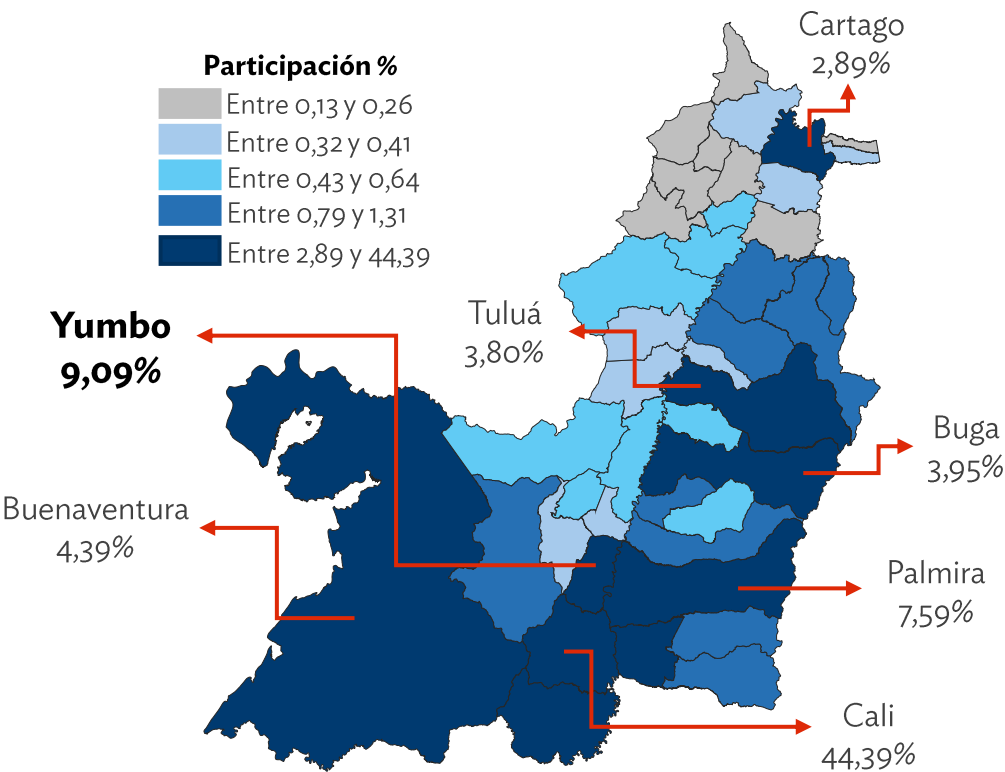 Cartago
2,89%
Participación %
Entre 0,13 y 0,26
Entre 0,32 y 0,41
Entre 0,43 y 0,64
Entre 0,79 y 1,31
Entre 2,89 y 44,39
Yumbo
9,09%
Tuluá
3,80%
Buga
3,95%
Buenaventura
4,39%
Palmira
7,59%
Cali
44,39%